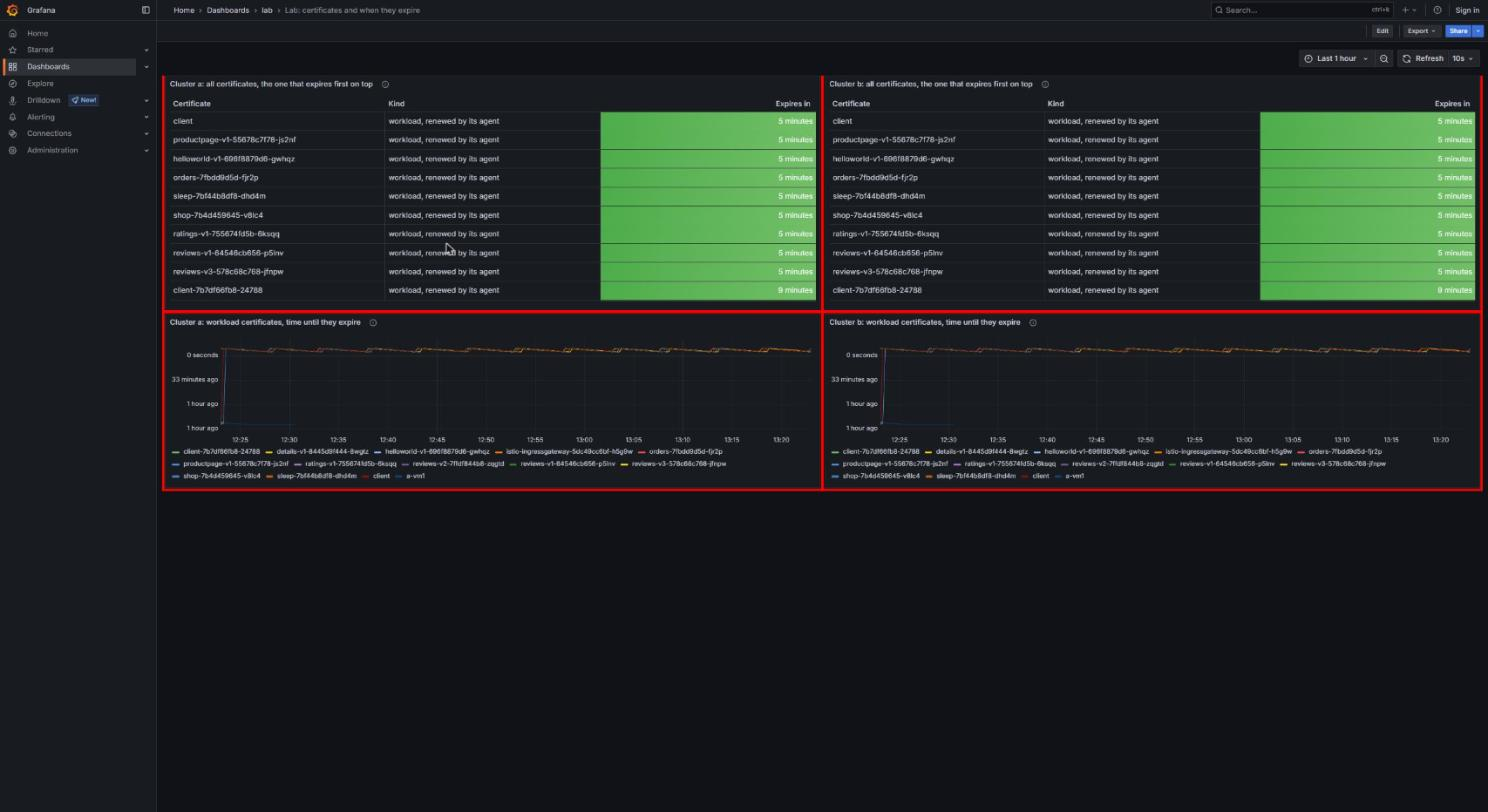 Grafana
Home › Dashboards › lab › Lab: certificates and when they expire
Search... ctrl+k
Sign in
Home
Starred
Dashboards
Explore
Drilldown New!
Alerting
Connections
Administration
Edit Export Share
Last 1 hour Refresh 10s
Cluster a: all certificates, the one that expires first on top
Certificate Kind Expires in
client workload, renewed by its agent 5 minutes
productpage-v1-55678c7f78-js2nf workload, renewed by its agent 5 minutes
helloworld-v1-696f8879d6-gwhqz workload, renewed by its agent 5 minutes
orders-7fbdd9d5d-fjr2p workload, renewed by its agent 5 minutes
sleep-7bf44b8df8-dhd4m workload, renewed by its agent 5 minutes
shop-7b4d459645-v8lc4 workload, renewed by its agent 5 minutes
ratings-v1-755674fd5b-6ksqq workload, renewed by its agent 5 minutes
reviews-v1-64546cb656-p5lnv workload, renewed by its agent 5 minutes
reviews-v3-578c68c768-jfnpw workload, renewed by its agent 5 minutes
client-7b7df66fb8-24788 workload, renewed by its agent 9 minutes
Cluster b: all certificates, the one that expires first on top
Certificate Kind Expires in
client workload, renewed by its agent 5 minutes
productpage-v1-55678c7f78-js2nf workload, renewed by its agent 5 minutes
helloworld-v1-696f8879d6-gwhqz workload, renewed by its agent 5 minutes
orders-7fbdd9d5d-fjr2p workload, renewed by its agent 5 minutes
sleep-7bf44b8df8-dhd4m workload, renewed by its agent 5 minutes
shop-7b4d459645-v8lc4 workload, renewed by its agent 5 minutes
ratings-v1-755674fd5b-6ksqq workload, renewed by its agent 5 minutes
reviews-v1-64546cb656-p5lnv workload, renewed by its agent 5 minutes
reviews-v3-578c68c768-jfnpw workload, renewed by its agent 5 minutes
client-7b7df66fb8-24788 workload, renewed by its agent 9 minutes
Cluster a: workload certificates, time until they expire
0 seconds
33 minutes ago
1 hour ago
1 hour ago
12:25 12:30 12:35 12:40 12:45 12:50 12:55 13:00 13:05 13:10 13:15 13:20
client-7b7df66fb8-24788 details-v1-8445d9f444-8wgtz helloworld-v1-696f8879d6-gwhqz istio-ingressgateway-5dc49cc6bf-h5g9w orders-7fbdd9d5d-fjr2p
productpage-v1-55678c7f78-js2nf ratings-v1-755674fd5b-6ksqq reviews-v2-7f1df844b8-zqgtd reviews-v1-64546cb656-p5lnv reviews-v3-578c68c768-jfnpw
shop-7b4d459645-v8lc4 sleep-7bf44b8df8-dhd4m client a-vm1
Cluster b: workload certificates, time until they expire
0 seconds
33 minutes ago
1 hour ago
1 hour ago
12:25 12:30 12:35 12:40 12:45 12:50 12:55 13:00 13:05 13:10 13:15 13:20
client-7b7df66fb8-24788 details-v1-8445d9f444-8wgtz helloworld-v1-696f8879d6-gwhqz istio-ingressgateway-5dc49cc6bf-h5g9w orders-7fbdd9d5d-fjr2p
productpage-v1-55678c7f78-js2nf ratings-v1-755674fd5b-6ksqq reviews-v2-7f1df844b8-zqgtd reviews-v1-64546cb656-p5lnv reviews-v3-578c68c768-jfnpw
shop-7b4d459645-v8lc4 sleep-7bf44b8df8-dhd4m client a-vm1